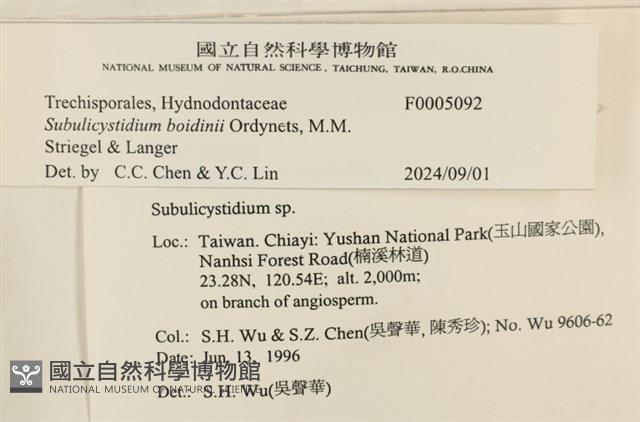 國立自然科學博物館
NATIONAL MUSEUM OF NATURAL SCIENCE, TAICHUNG, TAIWAN, R.O.CHINA
Trechisporales, Hydnodontaceae F0005092
Subulicystidium boidinii Ordynets, M.M.
Striegel & Langer
Det. by C.C. Chen & Y.C. Lin 2024/09/01
Subulicystidium sp.
Loc.: Taiwan. Chiayi: Yushan National Park(玉山國家公園),
Nanhsi Forest Road(楠溪林道)
23.28N, 120.54E; alt. 2,000m;
on branch of angiosperm.
Col.: S.H. Wu & S.Z. Chen(吳聲華, 陳秀珍); No. Wu 9606-62
Date: Jun. 13, 1996
Det.: S.H. Wu(吳聲華)
國立自然科學博物館
NATIONAL MUSEUM OF NATURAL SCIENCE